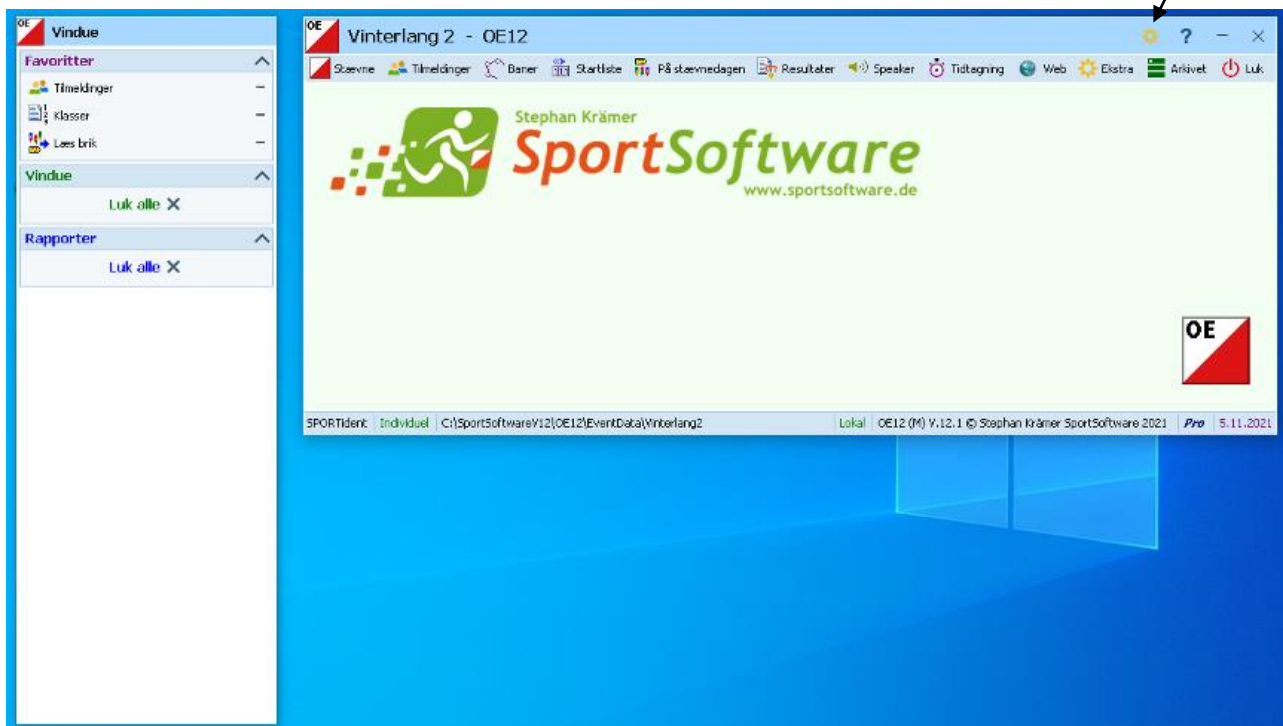 OE Vindue
Favoritter
Tilmeldinger
Klasser
Læs brik
Vindue
Luk alle
Rapporter
Luk alle
OE Vinterlang 2 - OE12 ?
Stævne Tilmeldinger Baner Startliste På stævnedagen Resultater Speaker Tidtagning Web Ekstra Arkivet Luk
Stephan Krämer
SportSoftware
www.sportsoftware.de
OE
SPORTident Individuel C:\SportSoftwareV12\OE12\EventData\Vinterlang2 Lokal OE12 (M) V.12.1 © Stephan Krämer SportSoftware 2021 Pro 5.11.2021